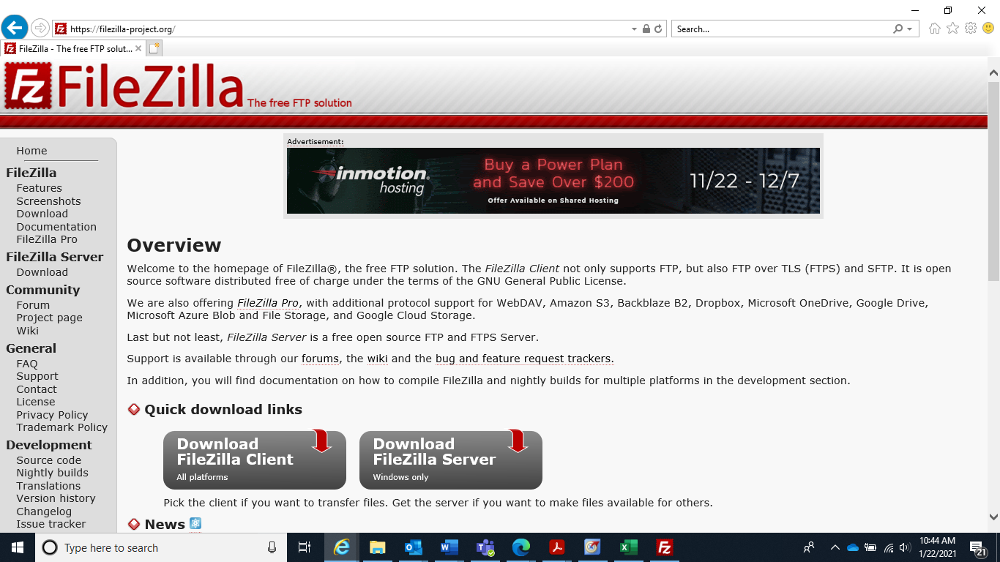 https://filezilla-project.org/
Search...
FileZilla - The free FTP solut...
FileZilla The free FTP solution
Home
FileZilla
Features
Screenshots
Download
Documentation
FileZilla Pro
FileZilla Server
Download
Community
Forum
Project page
Wiki
General
FAQ
Support
Contact
License
Privacy Policy
Trademark Policy
Development
Source code
Nightly builds
Translations
Version history
Changelog
Issue tracker
Advertisement:
inmotion
hosting
Buy a Power Plan
and Save Over $200
Offer Available on Shared Hosting
11/22 - 12/7
Overview
Welcome to the homepage of FileZilla®, the free FTP solution. The FileZilla Client not only supports FTP, but also FTP over TLS (FTPS) and SFTP. It is open
source software distributed free of charge under the terms of the GNU General Public License.
We are also offering FileZilla Pro, with additional protocol support for WebDAV, Amazon S3, Backblaze B2, Dropbox, Microsoft OneDrive, Google Drive,
Microsoft Azure Blob and File Storage, and Google Cloud Storage.
Last but not least, FileZilla Server is a free open source FTP and FTPS Server.
Support is available through our forums, the wiki and the bug and feature request trackers.
In addition, you will find documentation on how to compile FileZilla and nightly builds for multiple platforms in the development section.
Quick download links
Download
FileZilla Client
All platforms
Download
FileZilla Server
Windows only
Pick the client if you want to transfer files. Get the server if you want to make files available for others.
News
Type here to search
10:44 AM
1/22/2021
21